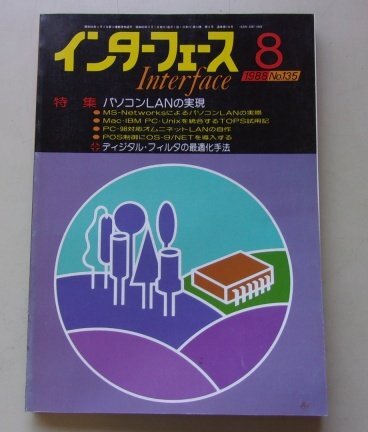 インターフェース
8
Interface
1988 No.135
特集 パソコンLANの実現
●MS-NetworksによるパソコンLANの実際
●Mac・IBM PC・Unixを統合するTOPS試用記
●PC-98対応オムニネットLANの自作
●POS制御にOS-9/NETを導入する
ディジタル・フィルタの最適化手法